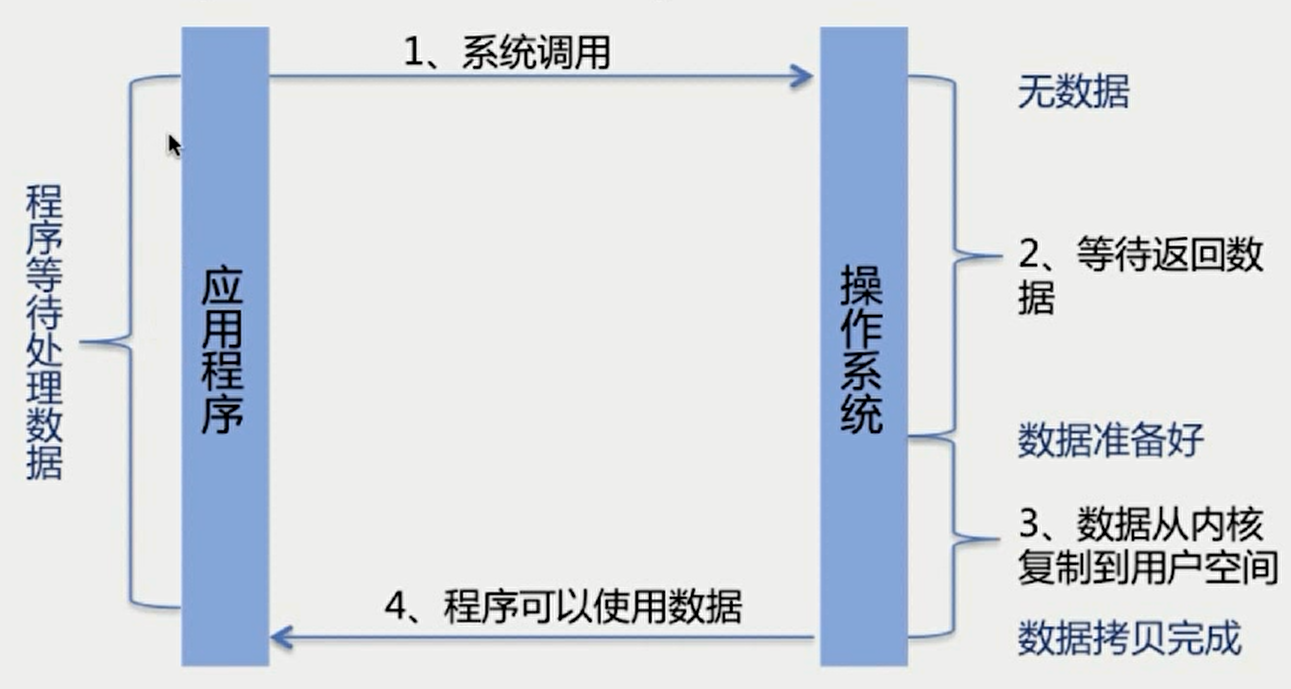 1、系统调用
无数据
程序等待处理数据
应用程序
操作系统
2、等待返回数
据
数据准备好
3、数据从内核
复制到用户空间
4、程序可以使用数据
数据拷贝完成